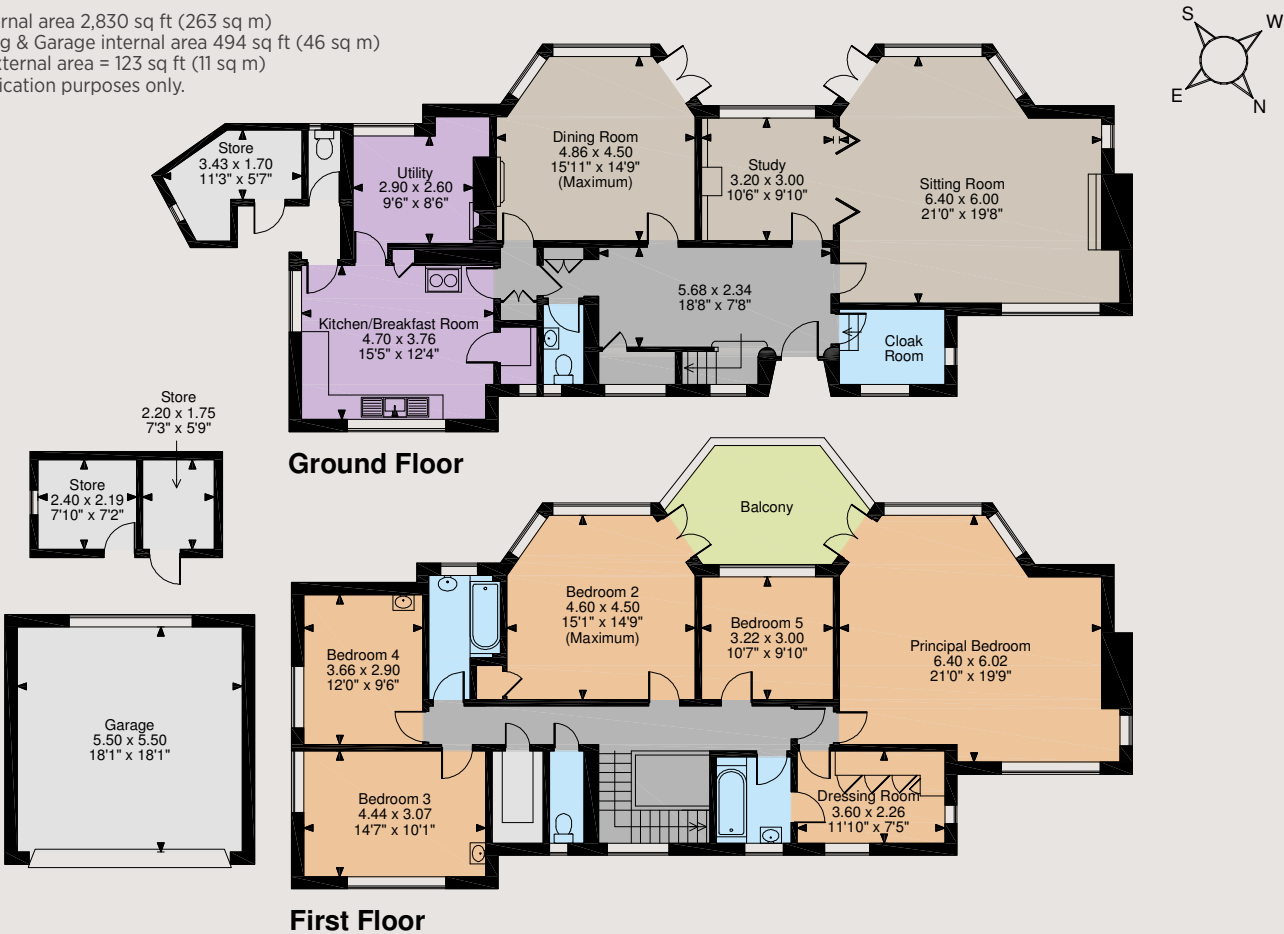 rnal area 2,830 sq ft (263 sq m)
g & Garage internal area 494 sq ft (46 sq m)
xternal area = 123 sq ft (11 sq m)
ication purposes only.
S
W
E
N
Store
3.43 x 1.70
11'3" x 5'7"
Utility
2.90 x 2.60
9'6" x 8'6"
Dining Room
4.86 x 4.50
15'11" x 14'9"
(Maximum)
Study
3.20 x 3.00
10'6" x 9'10"
Sitting Room
6.40 x 6.00
21'0" x 19'8"
5.68 x 2.34
18'8" x 7'8"
Kitchen/Breakfast Room
4.70 x 3.76
15'5" x 12'4"
Cloak
Room
Store
2.20 x 1.75
7'3" x 5'9"
Ground Floor
Store
2.40 x 2.19
7'10" x 7'2"
Balcony
Bedroom 2
4.60 x 4.50
15'1" x 14'9"
(Maximum)
Bedroom 5
3.22 x 3.00
10'7" x 9'10"
Principal Bedroom
6.40 x 6.02
21'0" x 19'9"
Bedroom 4
3.66 x 2.90
12'0" x 9'6"
Garage
5.50 x 5.50
18'1" x 18'1"
Bedroom 3
4.44 x 3.07
14'7" x 10'1"
Dressing Room
3.60 x 2.26
11'10" x 7'5"
First Floor